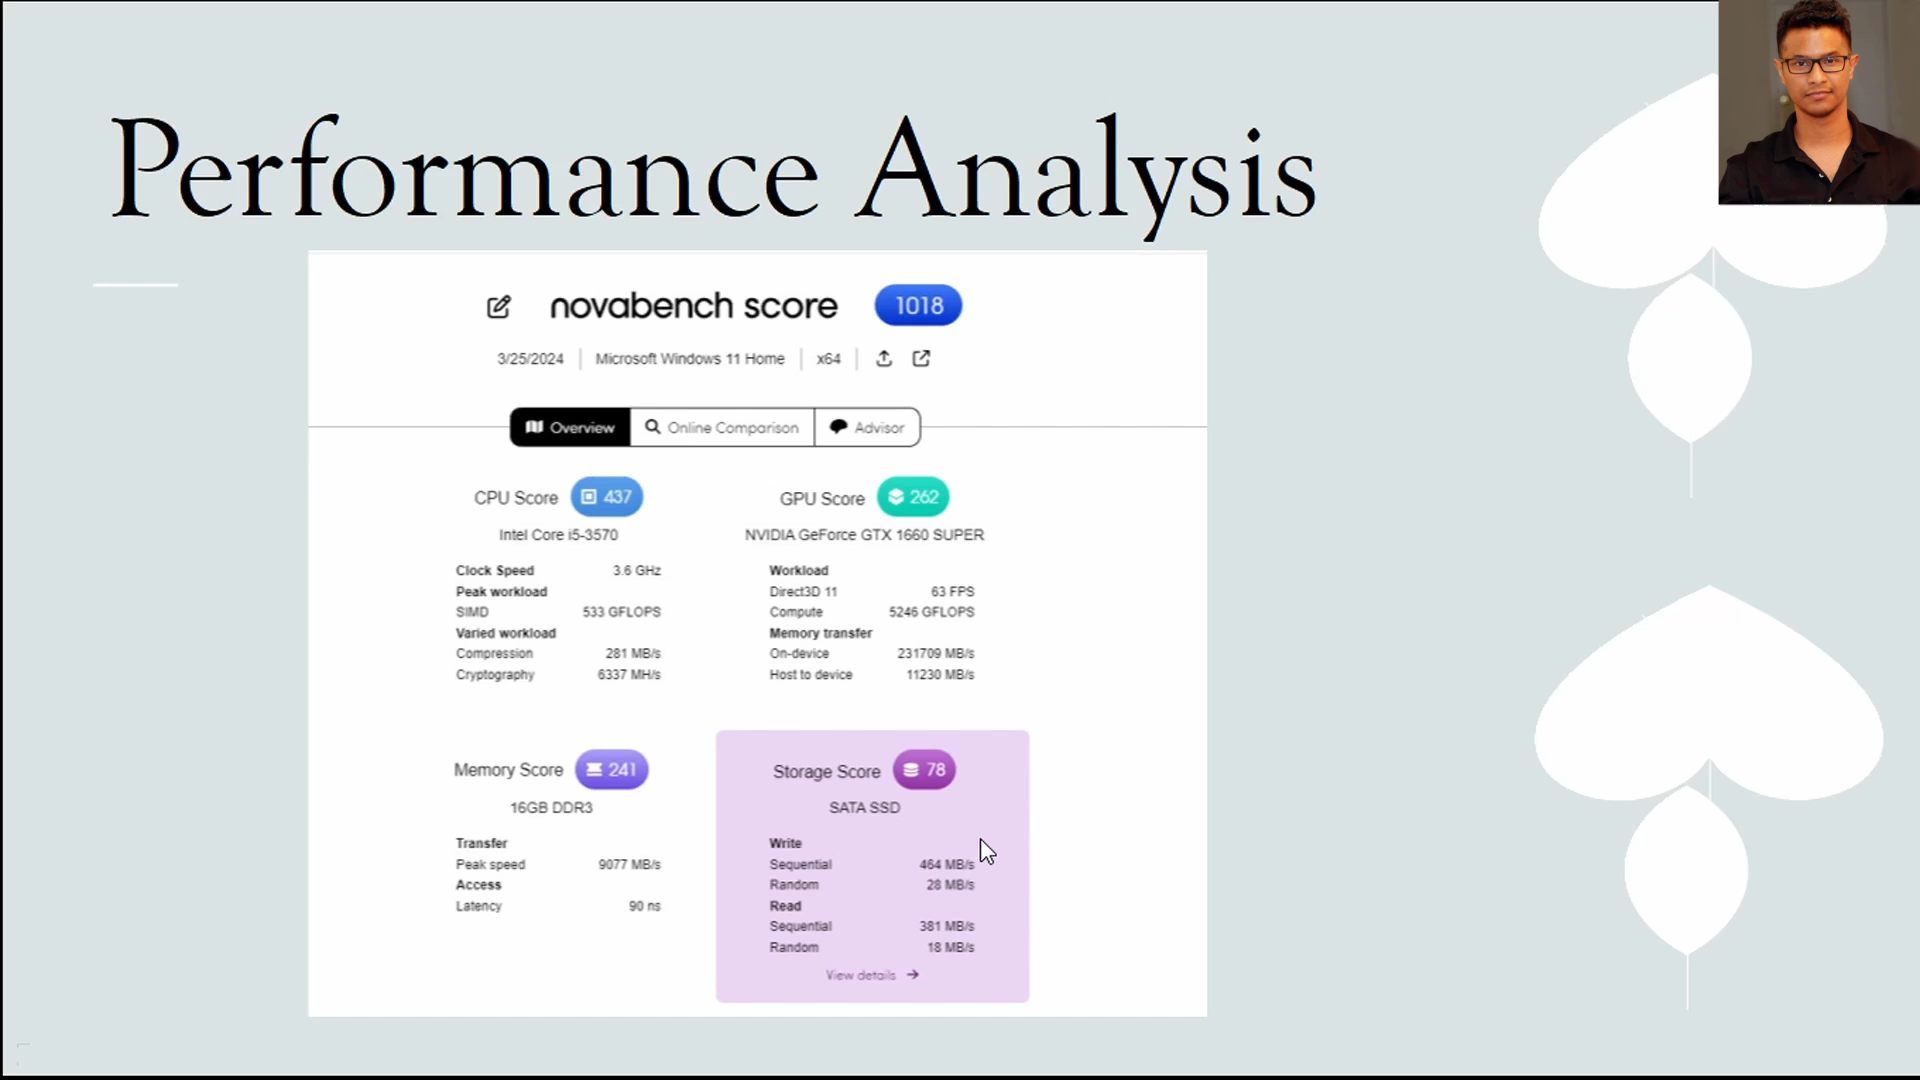 Performance Analysis
novabench score 1018
3/25/2024 Microsoft Windows 11 Home x64
Overview Online Comparison Advisor
CPU Score 437
Intel Core i5-3570
Clock Speed 3.6 GHz
Peak workload
SIMD 533 GFLOPS
Varied workload
Compression 281 MB/s
Cryptography 6337 MH/s
GPU Score 262
NVIDIA GeForce GTX 1660 SUPER
Workload
Direct3D 11 63 FPS
Compute 5246 GFLOPS
Memory transfer
On-device 231709 MB/s
Host to device 11230 MB/s
Memory Score 241
16GB DDR3
Transfer
Peak speed 9077 MB/s
Access
Latency 90 ns
Storage Score 78
SATA SSD
Write
Sequential 464 MB/s
Random 28 MB/s
Read
Sequential 381 MB/s
Random 18 MB/s
View details